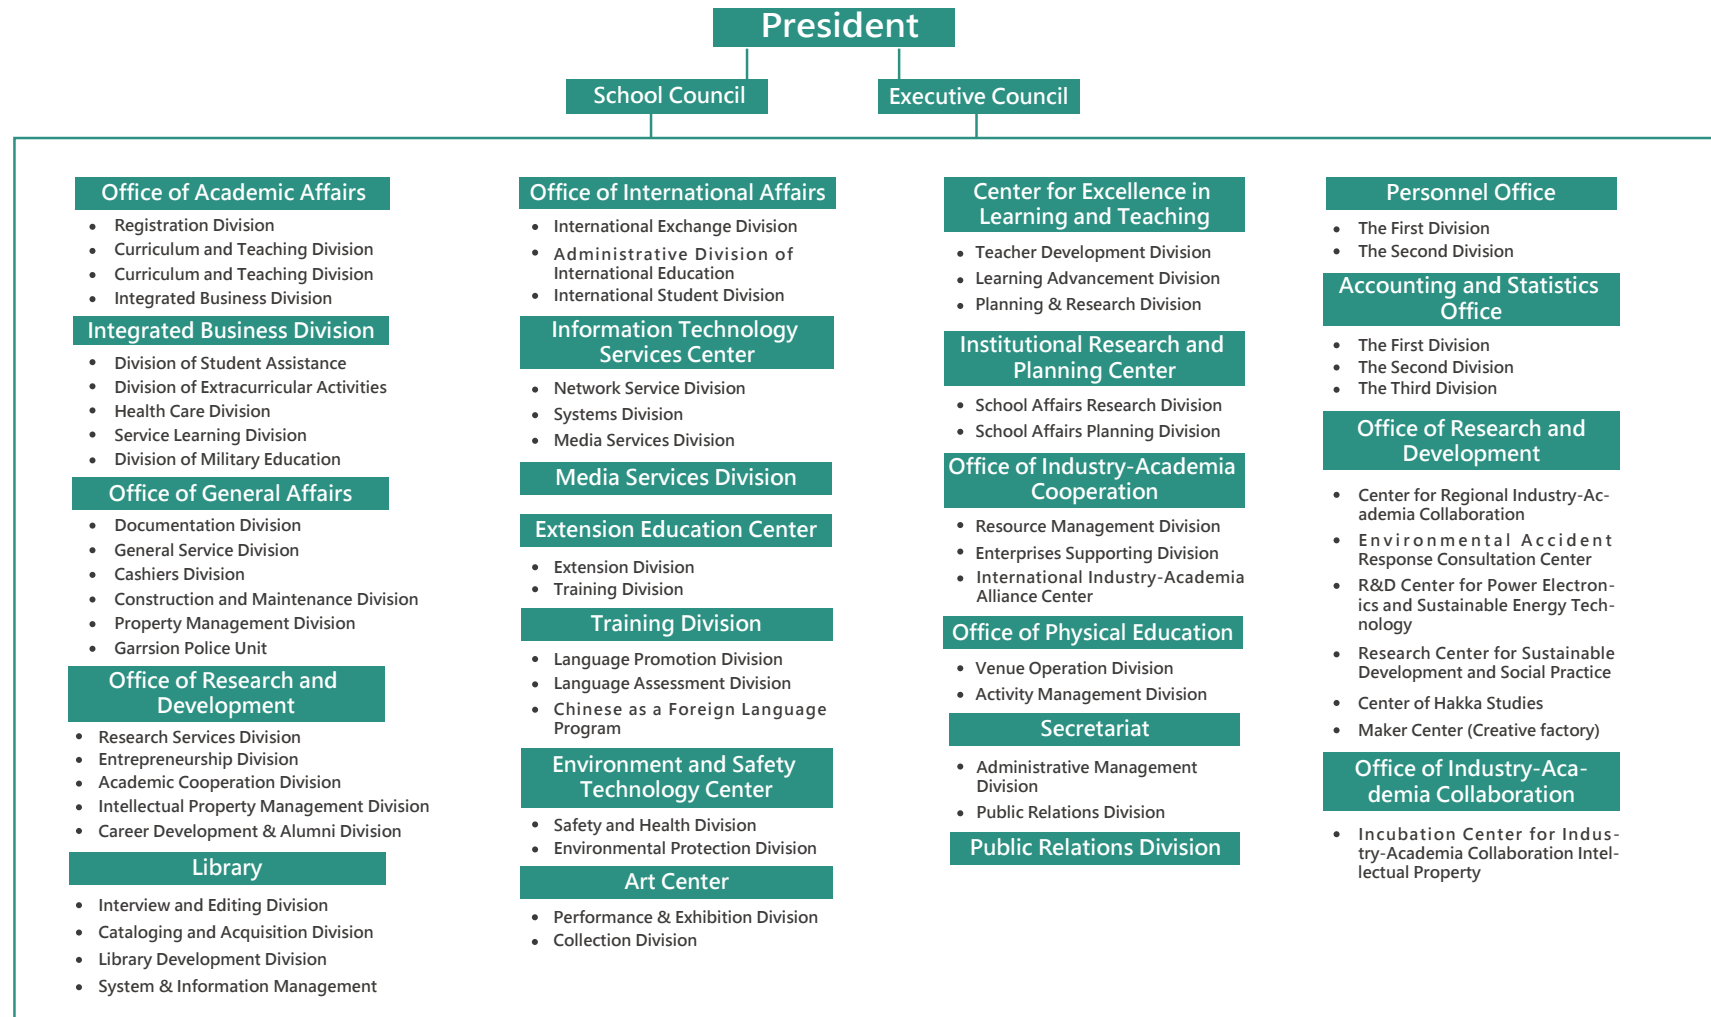 President
School Council
Executive Council
Office of Academic Affairs
• Registration Division
• Curriculum and Teaching Division
• Curriculum and Teaching Division
• Integrated Business Division
Integrated Business Division
• Division of Student Assistance
• Division of Extracurricular Activities
• Health Care Division
• Service Learning Division
• Division of Military Education
Office of General Affairs
• Documentation Division
• General Service Division
• Cashiers Division
• Construction and Maintenance Division
• Property Management Division
• Garrsion Police Unit
Office of Research and
Development
• Research Services Division
• Entrepreneurship Division
• Academic Cooperation Division
• Intellectual Property Management Division
• Career Development & Alumni Division
Library
• Interview and Editing Division
• Cataloging and Acquisition Division
• Library Development Division
• System & Information Management
Office of International Affairs
• International Exchange Division
• Administrative Division of
International Education
• International Student Division
Information Technology
Services Center
• Network Service Division
• Systems Division
• Media Services Division
Media Services Division
Extension Education Center
• Extension Division
• Training Division
Training Division
• Language Promotion Division
• Language Assessment Division
• Chinese as a Foreign Language
Program
Environment and Safety
Technology Center
• Safety and Health Division
• Environmental Protection Division
Art Center
• Performance & Exhibition Division
• Collection Division
Center for Excellence in
Learning and Teaching
• Teacher Development Division
• Learning Advancement Division
• Planning & Research Division
Institutional Research and
Planning Center
• School Affairs Research Division
• School Affairs Planning Division
Office of Industry-Academia
Cooperation
• Resource Management Division
• Enterprises Supporting Division
• International Industry-Academia
Alliance Center
Office of Physical Education
• Venue Operation Division
• Activity Management Division
Secretariat
• Administrative Management
Division
• Public Relations Division
Public Relations Division
Personnel Office
• The First Division
• The Second Division
Accounting and Statistics
Office
• The First Division
• The Second Division
• The Third Division
Office of Research and
Development
• Center for Regional Industry-Ac-
ademia Collaboration
• Environmental Accident
Response Consultation Center
• R&D Center for Power Electron-
ics and Sustainable Energy Tech-
nology
• Research Center for Sustainable
Development and Social Practice
• Center of Hakka Studies
• Maker Center (Creative factory)
Office of Industry-Aca-
demia Collaboration
• Incubation Center for Indus-
try-Academia Collaboration Intel-
lectual Property